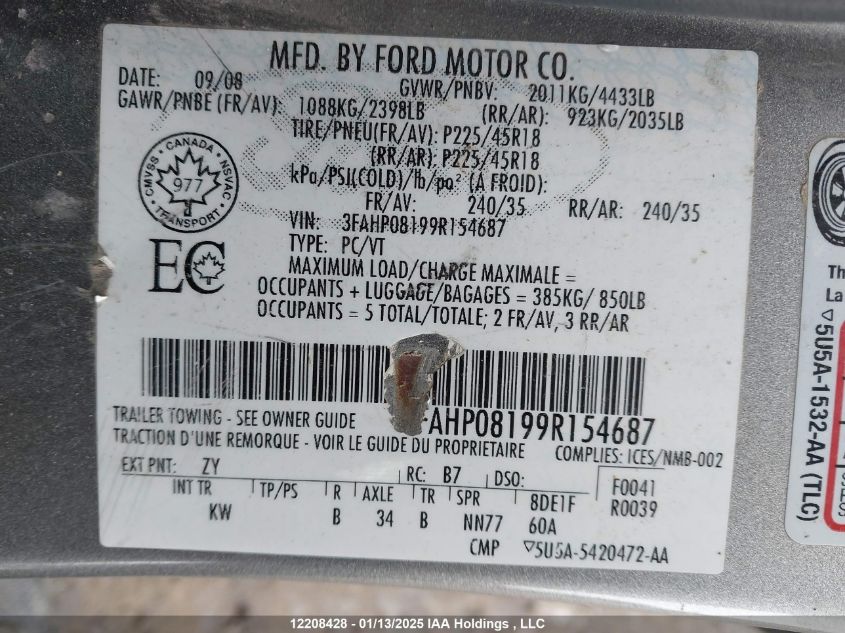 MFD. BY FORD MOTOR CO.
DATE: 09/08 GVWR/PNBV: 2011KG/4433LB
GAWR/PNBE (FR/AV): 1088KG/2398LB (RR/AR): 923KG/2035LB
TIRE/PNEU(FR/AV): P225/45R18
(RR/AR): P225/45R18
kPa/PSI(COLD)/lb/po² (A FROID):
FR/AV: 240/35 RR/AR: 240/35
VIN: 3FAHP08199R154687
TYPE: PC/VT
MAXIMUM LOAD/CHARGE MAXIMALE =
OCCUPANTS + LUGGAGE/BAGAGES = 385KG/ 850LB
OCCUPANTS = 5 TOTAL/TOTALE; 2 FR/AV, 3 RR/AR
CMVSS • CANADA • NSVAC
977
• TRANSPORT •
EC
AHP08199R154687
TRAILER TOWING - SEE OWNER GUIDE
TRACTION D'UNE REMORQUE - VOIR LE GUIDE DU PROPRIETAIRE
COMPLIES: ICES/NMB-002
EXT PNT: ZY RC: B7 DSO: F0041
INT TR TP/PS R AXLE TR SPR 8DE1F R0039
KW B 34 B NN77 60A
CMP ▽5U5A-5420472-AA
Th
La
▽5U5A-1532-AA (TLC)
12208428 - 01/13/2025 IAA Holdings, LLC